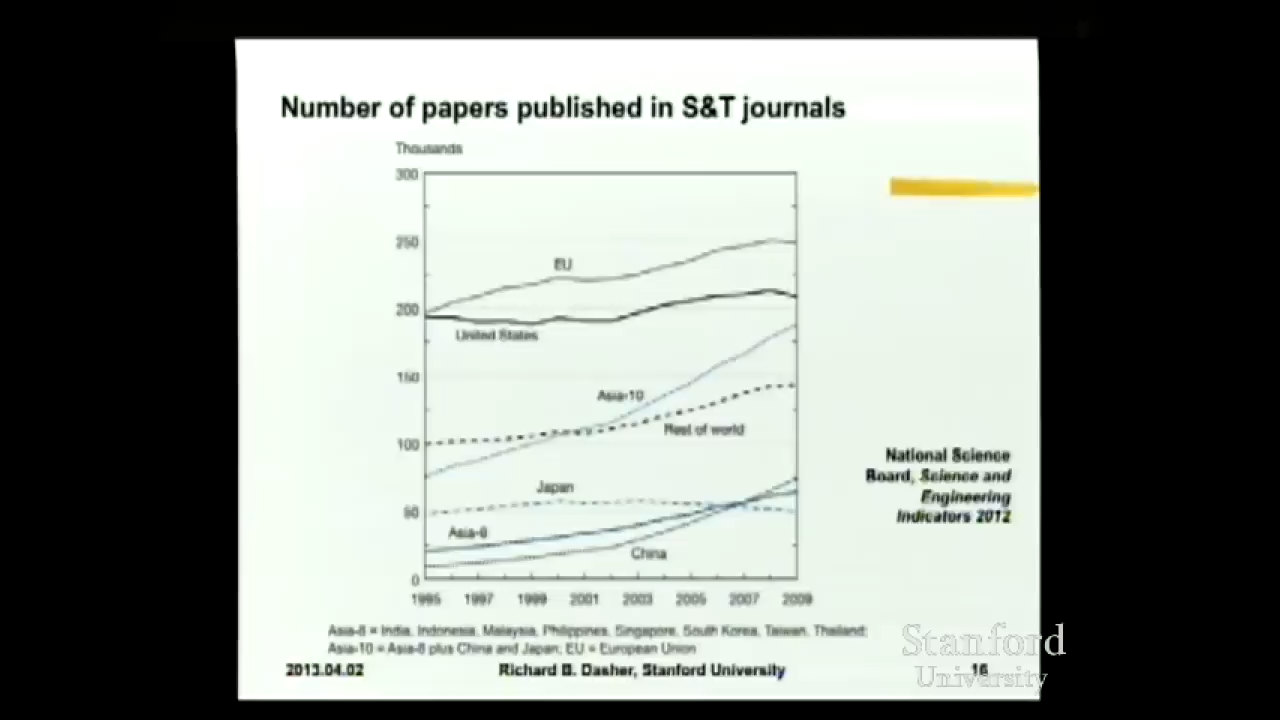 Number of papers published in S&T journals
Thousands
300
250
EU
200
United States
150
Asia-10
Rest of world
100
National Science
Board, Science and
Engineering
Indicators 2012
Japan
50
Asia-8
China
0
1995 1997 1999 2001 2003 2005 2007 2009
Asia-8 = India, Indonesia, Malaysia, Philippines, Singapore, South Korea, Taiwan, Thailand;
Asia-10 = Asia-8 plus China and Japan; EU = European Union
2013.04.02 Richard B. Dasher, Stanford University 16
Stanford
University